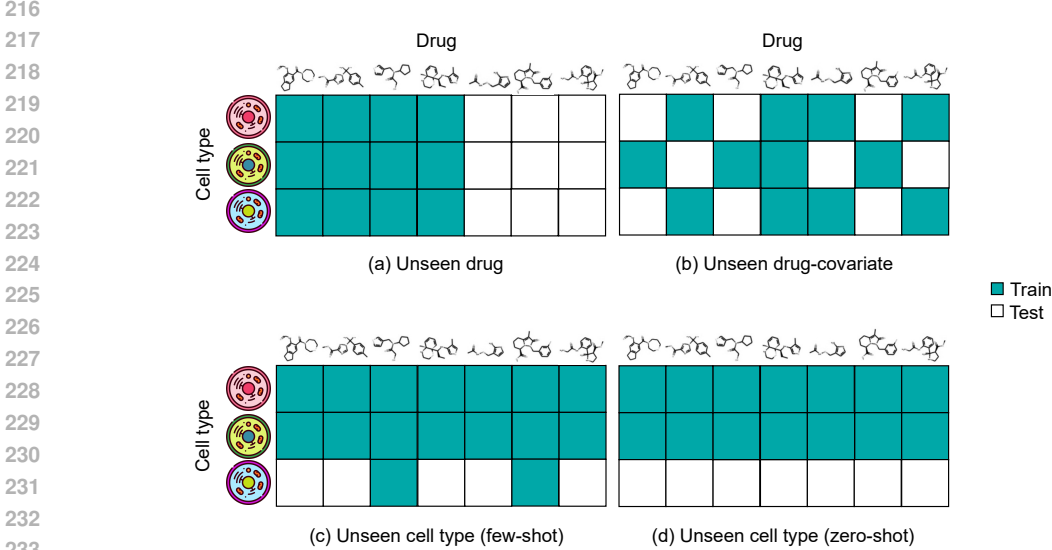 216
217
218
219
220
221
222
223
224
225
226
227
228
229
230
231
232
Drug
Drug
Cell type
(a) Unseen drug
(b) Unseen drug-covariate
Train
Test
Cell type
(c) Unseen cell type (few-shot)
(d) Unseen cell type (zero-shot)